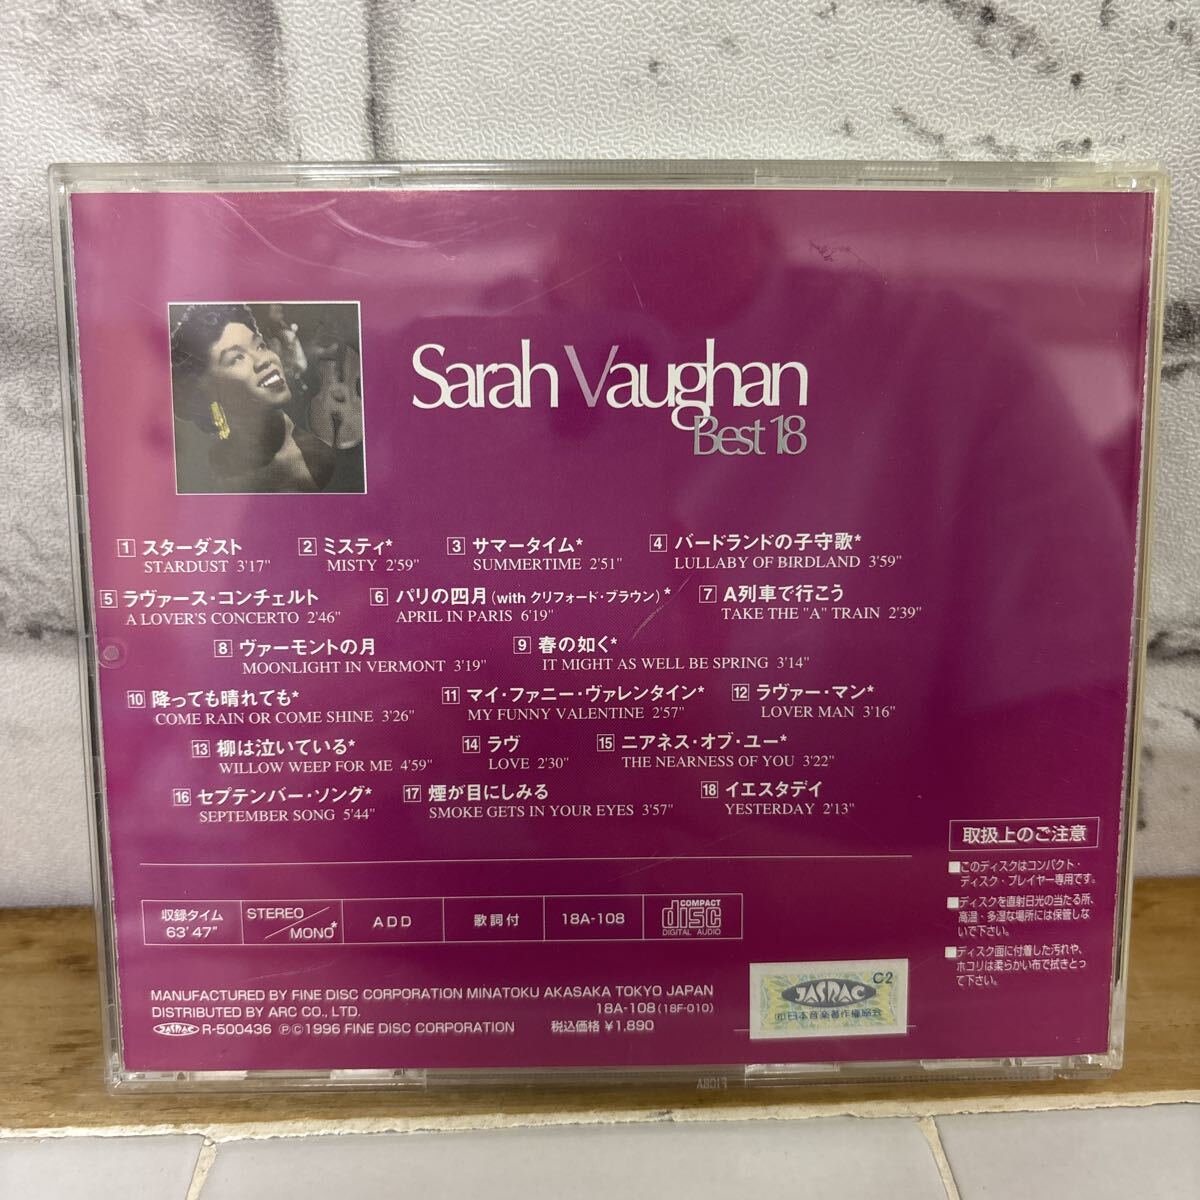 Sarah Vaughan
Best 18
1 スターダスト
STARDUST 3'17"
2 ミスティ*
MISTY 2'59"
3 サマータイム*
SUMMERTIME 2'51"
4 バードランドの子守歌*
LULLABY OF BIRDLAND 3'59"
5 ラヴァース・コンチェルト
A LOVER'S CONCERTO 2'46"
6 パリの四月(with クリフォード・ブラウン)*
APRIL IN PARIS 6'19"
7 A列車で行こう
TAKE THE "A" TRAIN 2'39"
8 ヴァーモントの月
MOONLIGHT IN VERMONT 3'19"
9 春の如く*
IT MIGHT AS WELL BE SPRING 3'14"
10 降っても晴れても*
COME RAIN OR COME SHINE 3'26"
11 マイ・ファニー・ヴァレンタイン*
MY FUNNY VALENTINE 2'57"
12 ラヴァー・マン*
LOVER MAN 3'16"
13 柳は泣いている*
WILLOW WEEP FOR ME 4'59"
14 ラヴ
LOVE 2'30"
15 ニアネス・オブ・ユー*
THE NEARNESS OF YOU 3'22"
16 セプテンバー・ソング*
SEPTEMBER SONG 5'44"
17 煙が目にしみる
SMOKE GETS IN YOUR EYES 3'57"
18 イエスタデイ
YESTERDAY 2'13"
取扱上のご注意
■このディスクはコンパクト・
ディスク・プレイヤー専用です。
■ディスクを直射日光の当たる所、
高温・多湿な場所には保管しな
いで下さい。
■ディスク面に付着した汚れや、
ホコリは柔らかい布で拭きとっ
て下さい。
収録タイム
63'47"
STEREO/MONO*
ADD
歌詞付
18A-108
COMPACT
disc
DIGITAL AUDIO
MANUFACTURED BY FINE DISC CORPORATION MINATOKU AKASAKA TOKYO JAPAN
DISTRIBUTED BY ARC CO., LTD.
18A-108(18F-010)
JASRAC R-500436 ℗©1996 FINE DISC CORPORATION
税込価格 ¥1,890
C2
JASRAC
(社)日本音楽著作権協会
F108A